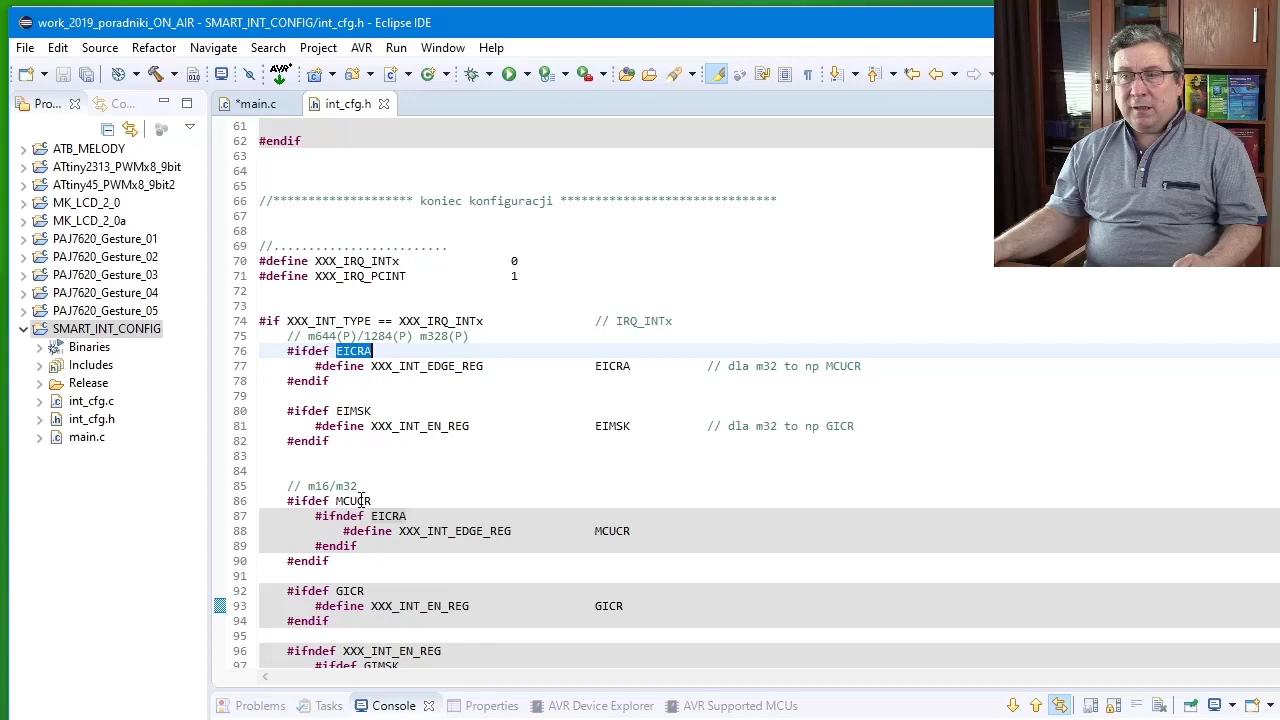 work_2019_poradniki_ON_AIR - SMART_INT_CONFIG/int_cfg.h - Eclipse IDE
File Edit Source Refactor Navigate Search Project AVR Run Window Help
AVR
Pro... Co...
*main.c int_cfg.h
ATB_MELODY
ATtiny2313_PWMx8_9bit
ATtiny45_PWMx8_9bit2
MK_LCD_2_0
MK_LCD_2_0a
PAJ7620_Gesture_01
PAJ7620_Gesture_02
PAJ7620_Gesture_03
PAJ7620_Gesture_04
PAJ7620_Gesture_05
SMART_INT_CONFIG
Binaries
Includes
Release
int_cfg.c
int_cfg.h
main.c
61
62 #endif
63
64
65
66 //******************** koniec konfiguracji *******************************
67
68
69 //.........................
70 #define XXX_IRQ_INTx 0
71 #define XXX_IRQ_PCINT 1
72
73
74 #if XXX_INT_TYPE == XXX_IRQ_INTx // IRQ_INTx
75 // m644(P)/1284(P) m328(P)
76 #ifdef EICRA
77 #define XXX_INT_EDGE_REG EICRA // dla m32 to np MCUCR
78 #endif
79
80 #ifdef EIMSK
81 #define XXX_INT_EN_REG EIMSK // dla m32 to np GICR
82 #endif
83
84
85 // m16/m32
86 #ifdef MCUCR
87 #ifndef EICRA
88 #define XXX_INT_EDGE_REG MCUCR
89 #endif
90 #endif
91
92 #ifdef GICR
93 #define XXX_INT_EN_REG GICR
94 #endif
95
96 #ifndef XXX_INT_EN_REG
97 #ifdef GIMSK
Problems Tasks Console Properties AVR Device Explorer AVR Supported MCUs